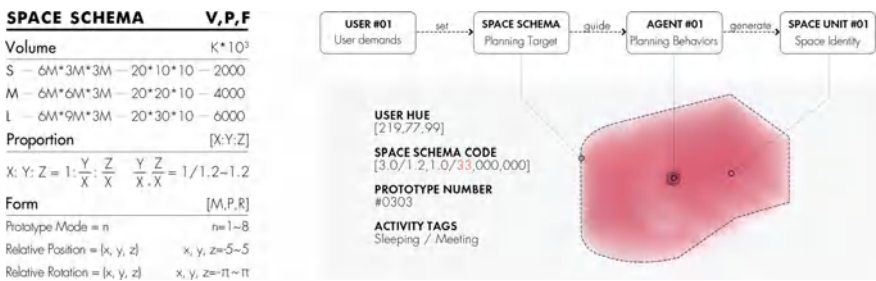 SPACE SCHEMA V,P,F
Volume K*10³
S — 6M*3M*3M — 20*10*10 — 2000
M — 6M*6M*3M — 20*20*10 — 4000
L — 6M*9M*3M — 20*30*10 — 6000
Proportion [X:Y:Z]
X: Y: Z = 1: Y/X : Z/X Y.Z/X.X = 1/1.2~1.2
Form [M,P,R]
Prototype Mode = n n=1~8
Relative Position = (x, y, z) x, y, z=-5~5
Relative Rotation = (x, y, z) x, y, z=-π~π
USER #01
User demands
set
SPACE SCHEMA
Planning Target
guide
AGENT #01
Planning Behaviors
generate
SPACE UNIT #01
Space Identity
USER HUE
[219,77,99]
SPACE SCHEMA CODE
[3.0/1.2,1.0/33,000,000]
PROTOTYPE NUMBER
#0303
ACTIVITY TAGS
Sleeping / Meeting